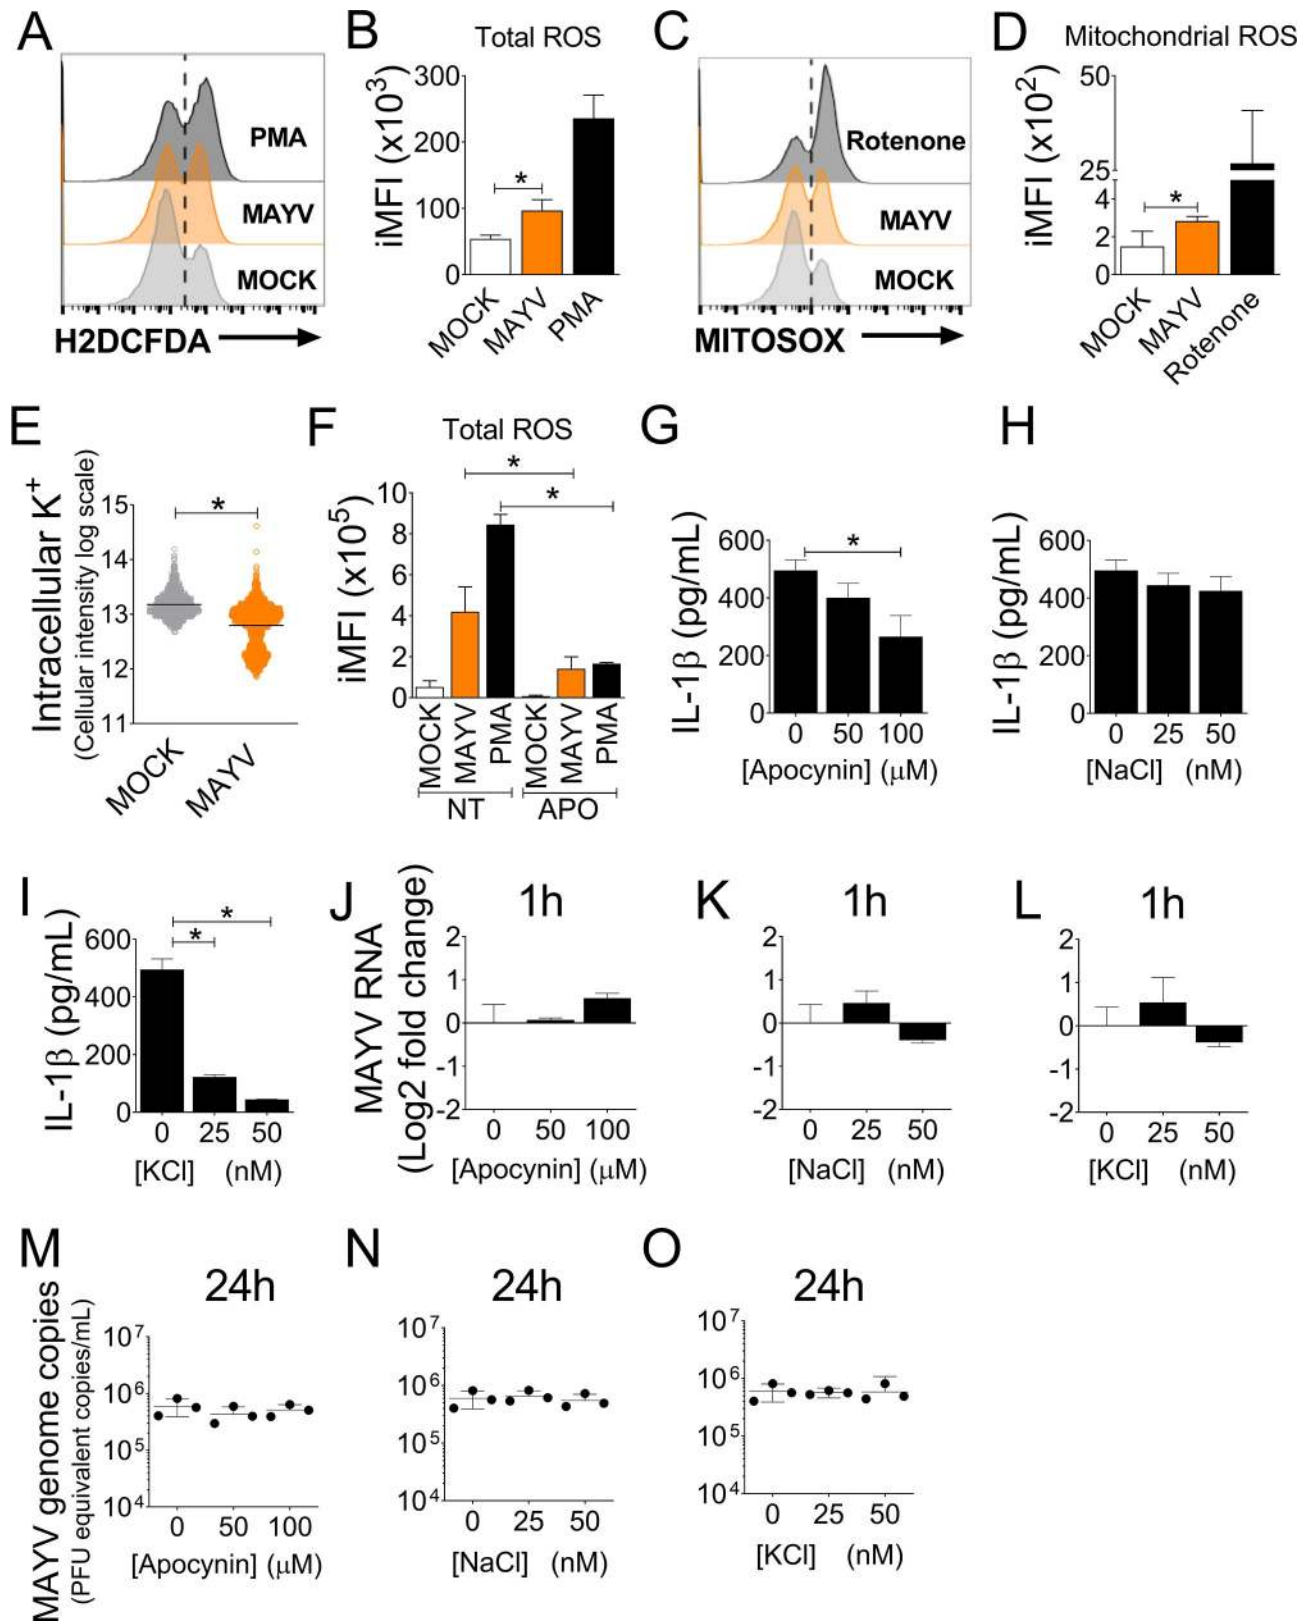 A
PMA
MAYV
MOCK
H2DCFDA
B
Total ROS
iMFI (x10³)
300
200
100
0
*
MOCK
MAYV
PMA
C
Rotenone
MAYV
MOCK
MITOSOX
D
Mitochondrial ROS
iMFI (x10²)
50
25
4
2
0
*
MOCK
MAYV
Rotenone
E
Intracellular K⁺
(Cellular intensity log scale)
15
14
13
12
11
*
MOCK
MAYV
F
Total ROS
iMFI (x10⁵)
10
8
6
4
2
0
*
*
MOCK
MAYV
PMA
MOCK
MAYV
PMA
NT
APO
G
IL-1β (pg/mL)
600
400
200
0
*
0 50 100
[Apocynin] (μM)
H
IL-1β (pg/mL)
600
400
200
0
0 25 50
[NaCl] (nM)
I
IL-1β (pg/mL)
600
400
200
0
*
*
0 25 50
[KCl] (nM)
J
1h
MAYV RNA
(Log2 fold change)
2
1
0
-1
-2
0 50 100
[Apocynin] (μM)
K
1h
2
1
0
-1
-2
0 25 50
[NaCl] (nM)
L
1h
2
1
0
-1
-2
0 25 50
[KCl] (nM)
M
24h
MAYV genome copies
(PFU equivalent copies/mL)
10⁷
10⁶
10⁵
10⁴
0 50 100
[Apocynin] (μM)
N
24h
10⁷
10⁶
10⁵
10⁴
0 25 50
[NaCl] (nM)
O
24h
10⁷
10⁶
10⁵
10⁴
0 25 50
[KCl] (nM)